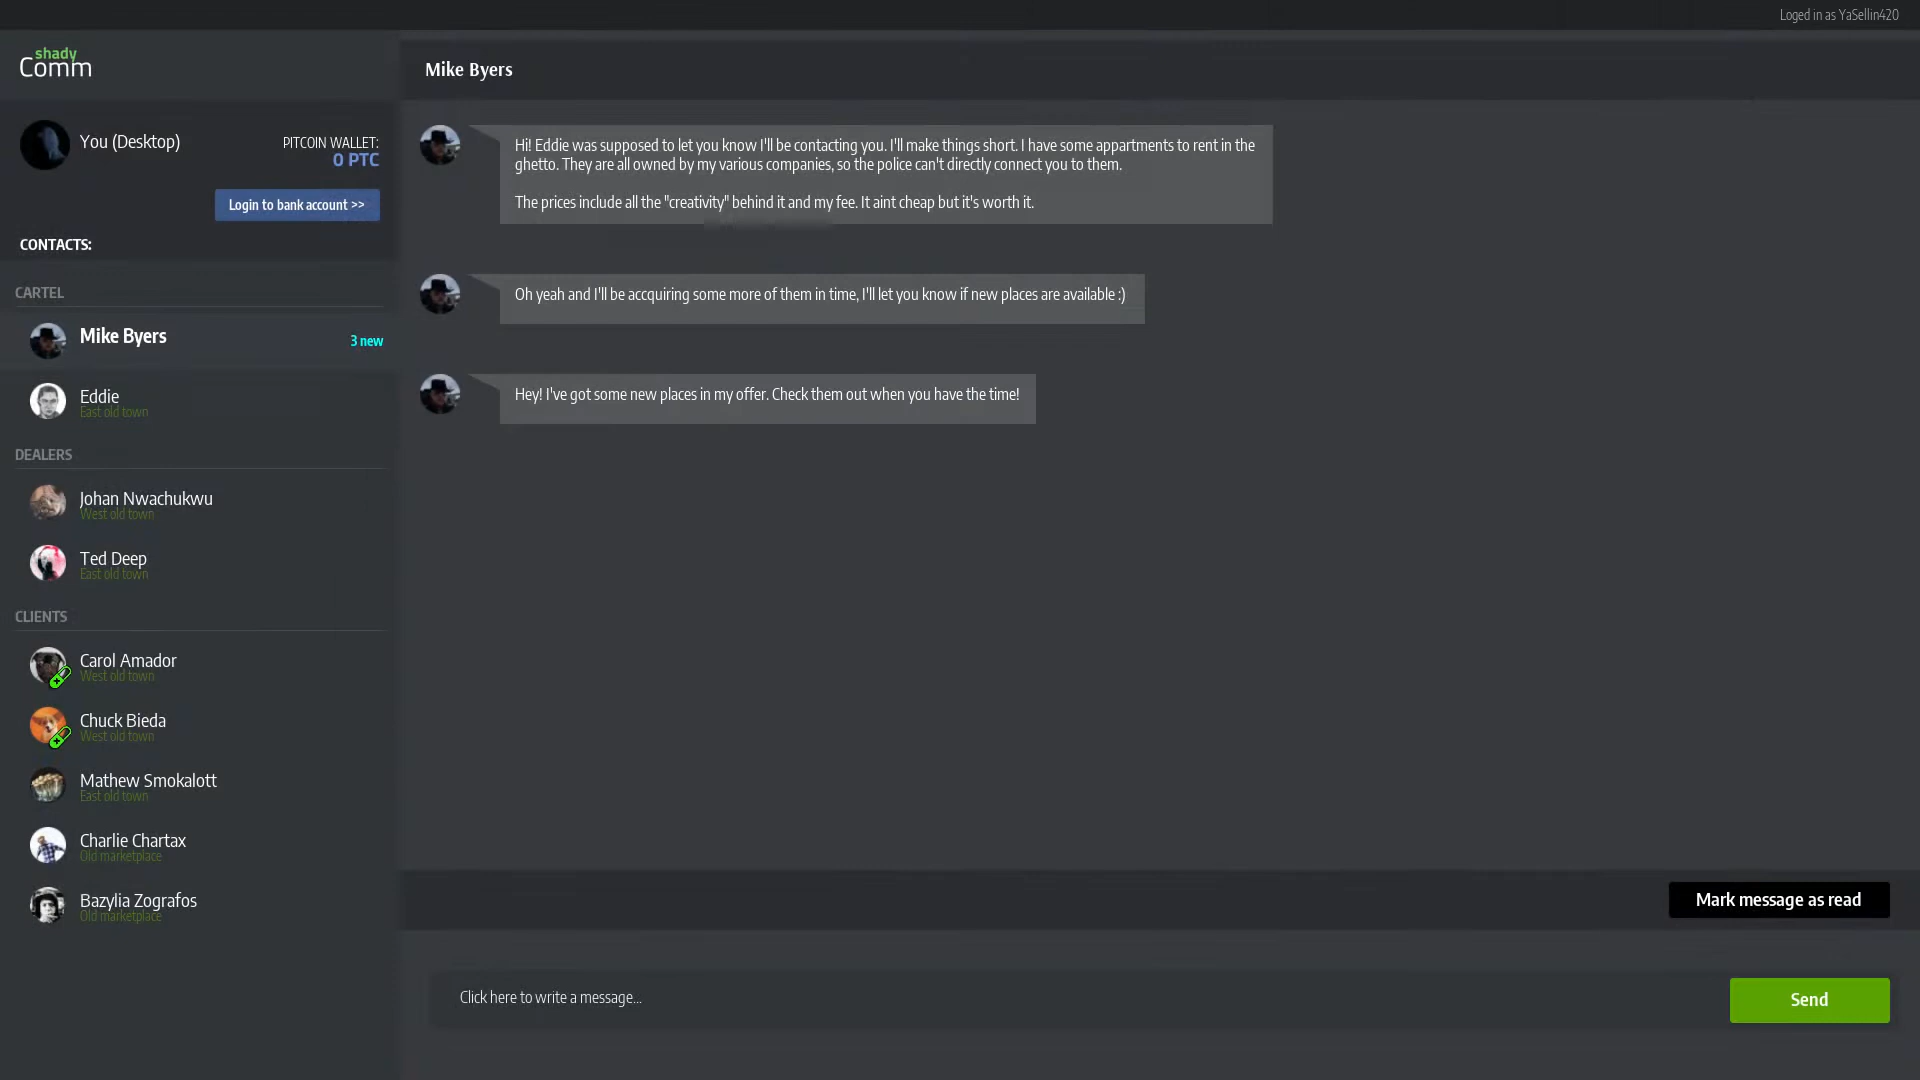 Loged in as YaSellin420
shady
Comm
You (Desktop)
PITCOIN WALLET:
0 PTC
Login to bank account >>
CONTACTS:
CARTEL
Mike Byers
3 new
Eddie
East old town
DEALERS
Johan Nwachukwu
West old town
Ted Deep
East old town
CLIENTS
Carol Amador
West old town
Chuck Bieda
West old town
Mathew Smokalott
East old town
Charlie Chartax
Old marketplace
Bazylia Zografos
Old marketplace
Mike Byers
Hi! Eddie was supposed to let you know I'll be contacting you. I'll make things short. I have some appartments to rent in the
ghetto. They are all owned by my various companies, so the police can't directly connect you to them.
The prices include all the "creativity" behind it and my fee. It aint cheap but it's worth it.
Oh yeah and I'll be accquiring some more of them in time, I'll let you know if new places are available :)
Hey! I've got some new places in my offer. Check them out when you have the time!
Mark message as read
Click here to write a message...
Send